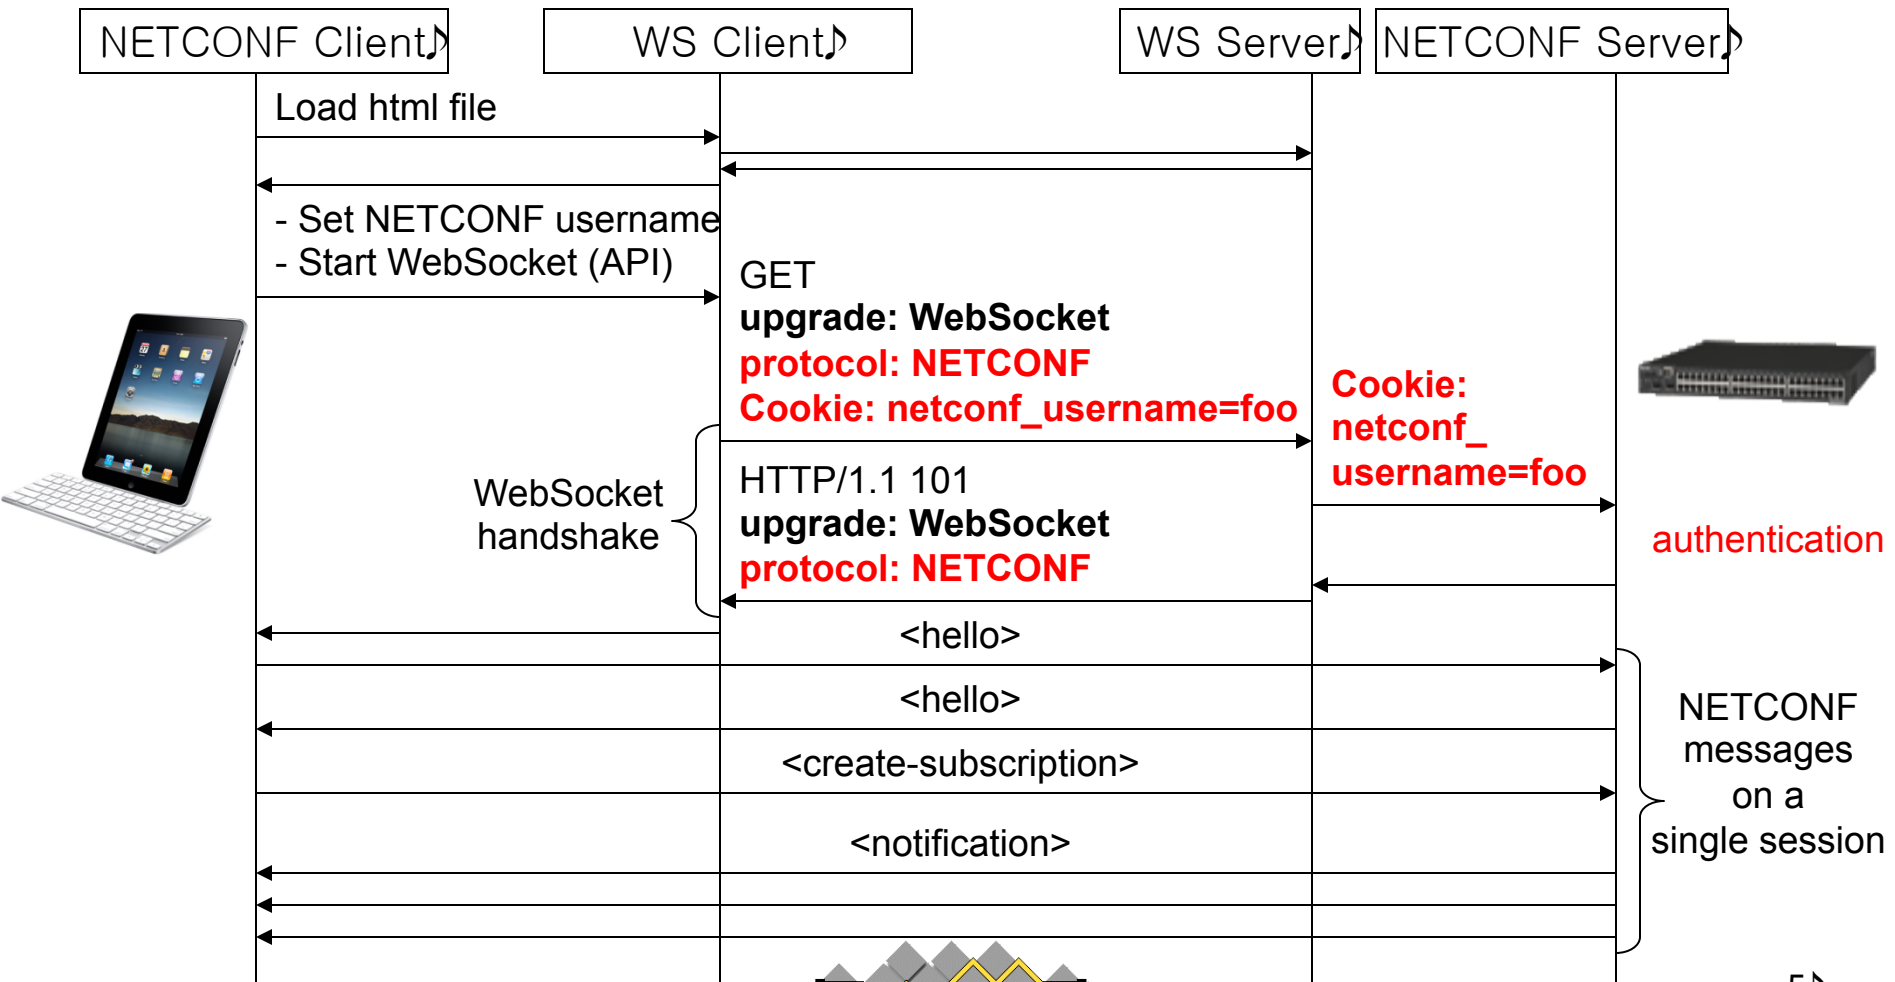 NETCONF Client♪
WS Client♪
WS Server♪
NETCONF Server♪
Load html file
- Set NETCONF username
- Start WebSocket (API)
GET
upgrade: WebSocket
protocol: NETCONF
Cookie: netconf_username=foo
Cookie:
netconf_
username=foo
WebSocket
handshake
HTTP/1.1 101
upgrade: WebSocket
protocol: NETCONF
authentication
<hello>
<hello>
<create-subscription>
<notification>
NETCONF
messages
on a
single session
5♪